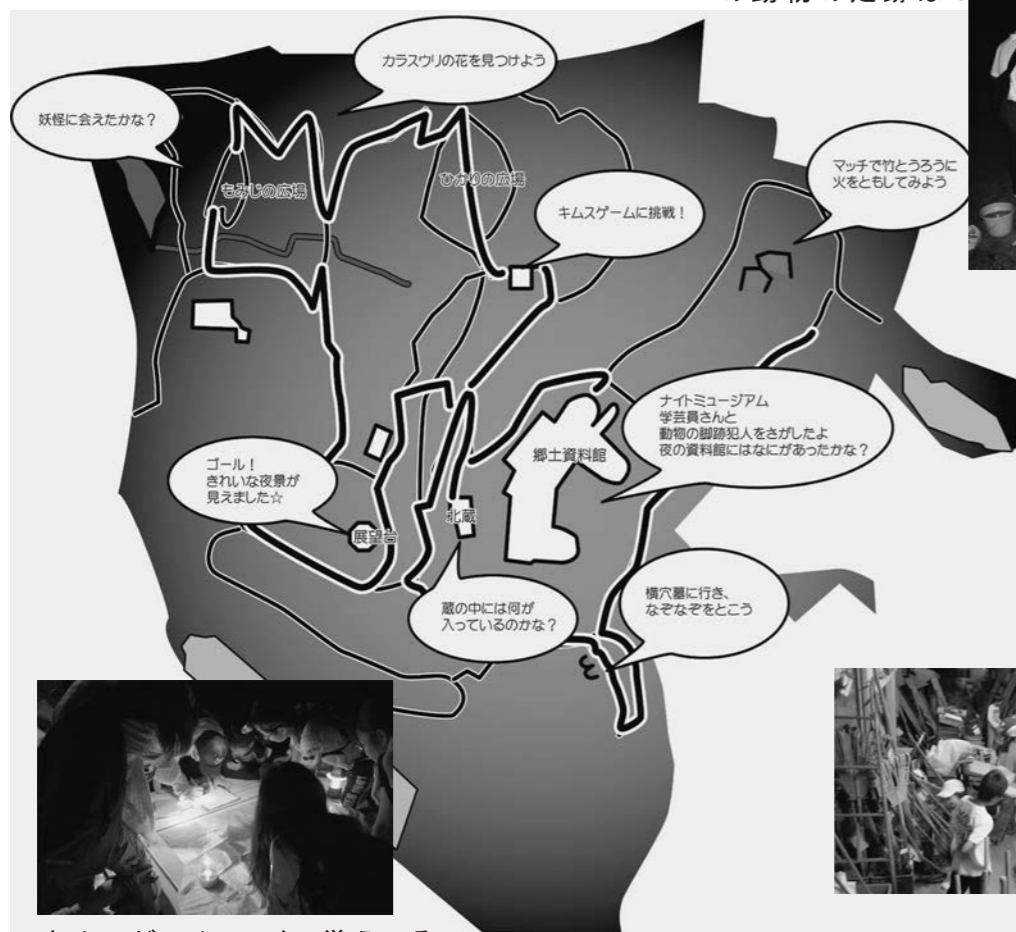 カラスウリの花を見つけよう
妖怪に会えたかな？
もみじの広場
ひかりの広場
マッチで竹とうろうに
火をともしてみよう
キムスゲームに挑戦！
ナイトミュージアム
学芸員さんと
動物の脚跡犯人をさがしたよ
夜の資料館にはなにがあったかな？
郷土資料館
ゴール！
きれいな夜景が
見えました☆
展望台
北蔵
蔵の中には何が
入っているのかな？
横穴墓に行き、
なぞなぞをとこう